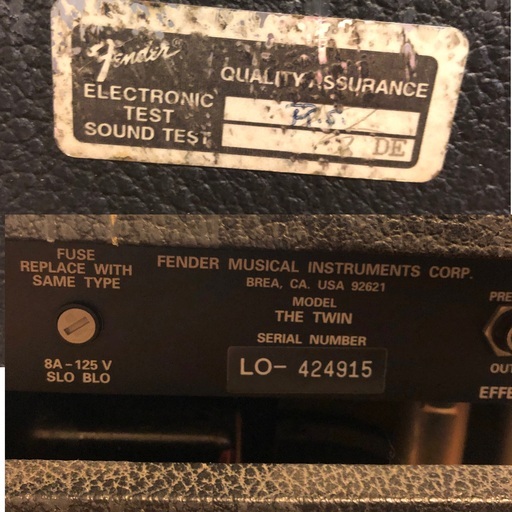 Fender®
QUALITY ASSURANCE
ELECTRONIC
TEST
SOUND TEST
DE
FUSE
REPLACE WITH
SAME TYPE
8A-125 V
SLO BLO
FENDER MUSICAL INSTRUMENTS CORP.
BREA, CA. USA 92621
MODEL
THE TWIN
SERIAL NUMBER
LO- 424915
PRE
OUT
EFFE